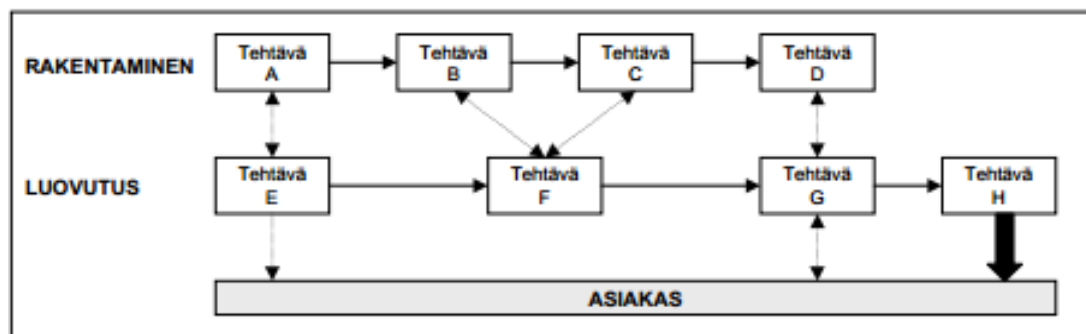 RAKENTAMINEN
Tehtävä
A
Tehtävä
B
Tehtävä
C
Tehtävä
D
LUOVUTUS
Tehtävä
E
Tehtävä
F
Tehtävä
G
Tehtävä
H
ASIAKAS